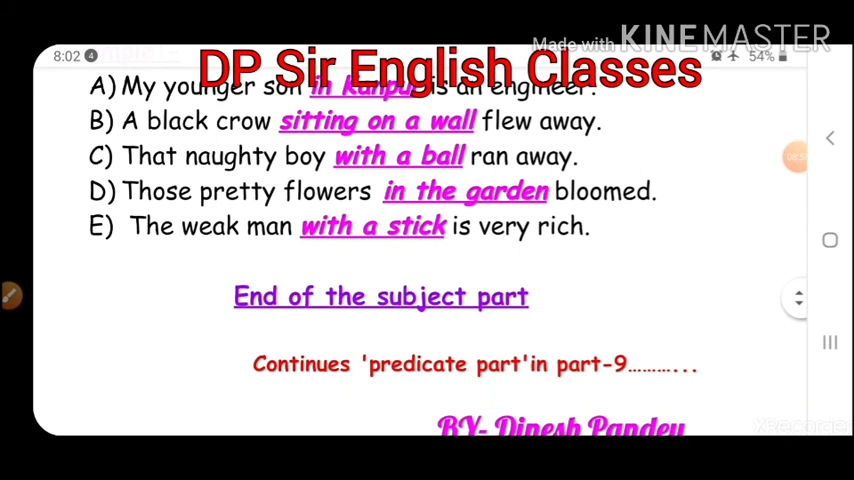 Made with KINEMASTER
8:02 4 54%
DP Sir English Classes
A) My younger son in Kanpur is an engineer.
B) A black crow sitting on a wall flew away.
C) That naughty boy with a ball ran away.
D) Those pretty flowers in the garden bloomed.
E) The weak man with a stick is very rich.
End of the subject part
Continues 'predicate part'in part-9............
BY- Dinesh Pandey
XRecorder